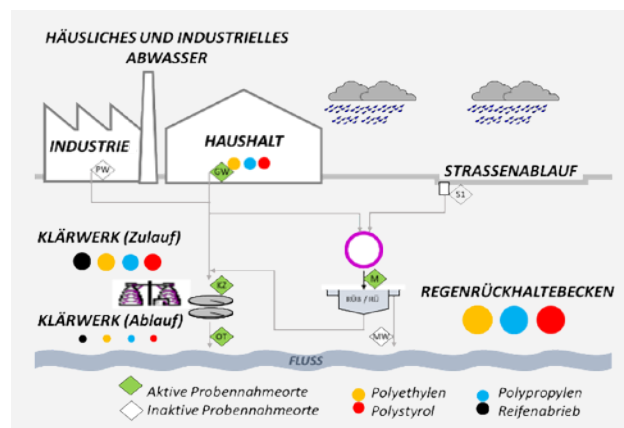 HÄUSLICHES UND INDUSTRIELLES
ABWASSER
INDUSTRIE
HAUSHALT
PW
GW
STRASSENABLAUF
S1
KLÄRWERK (Zulauf)
KZ
M
RÜB / RÜ
REGENRÜCKHALTEBECKEN
KLÄRWERK (Ablauf)
OT
MW
FLUSS
Aktive Probennahmeorte
Inaktive Probennahmeorte
Polyethylen
Polystyrol
Polypropylen
Reifenabrieb